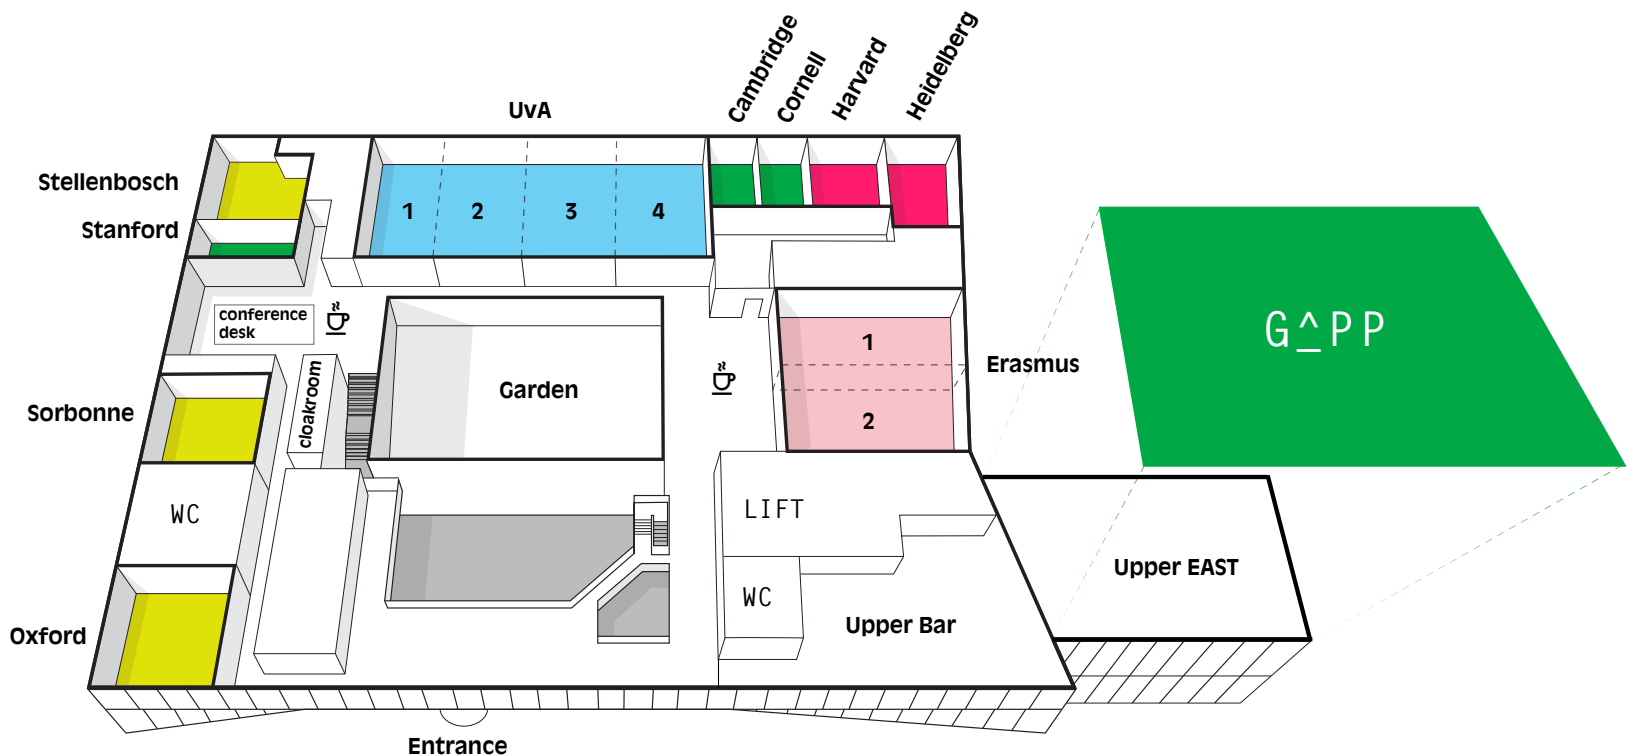 Cambridge
Cornell
Harvard
Heidelberg
UvA
Stellenbosch
Stanford
1
2
3
4
conference
desk
G^PP
1
Erasmus
2
cloakroom
Garden
Sorbonne
WC
LIFT
Upper EAST
WC
Upper Bar
Oxford
Entrance